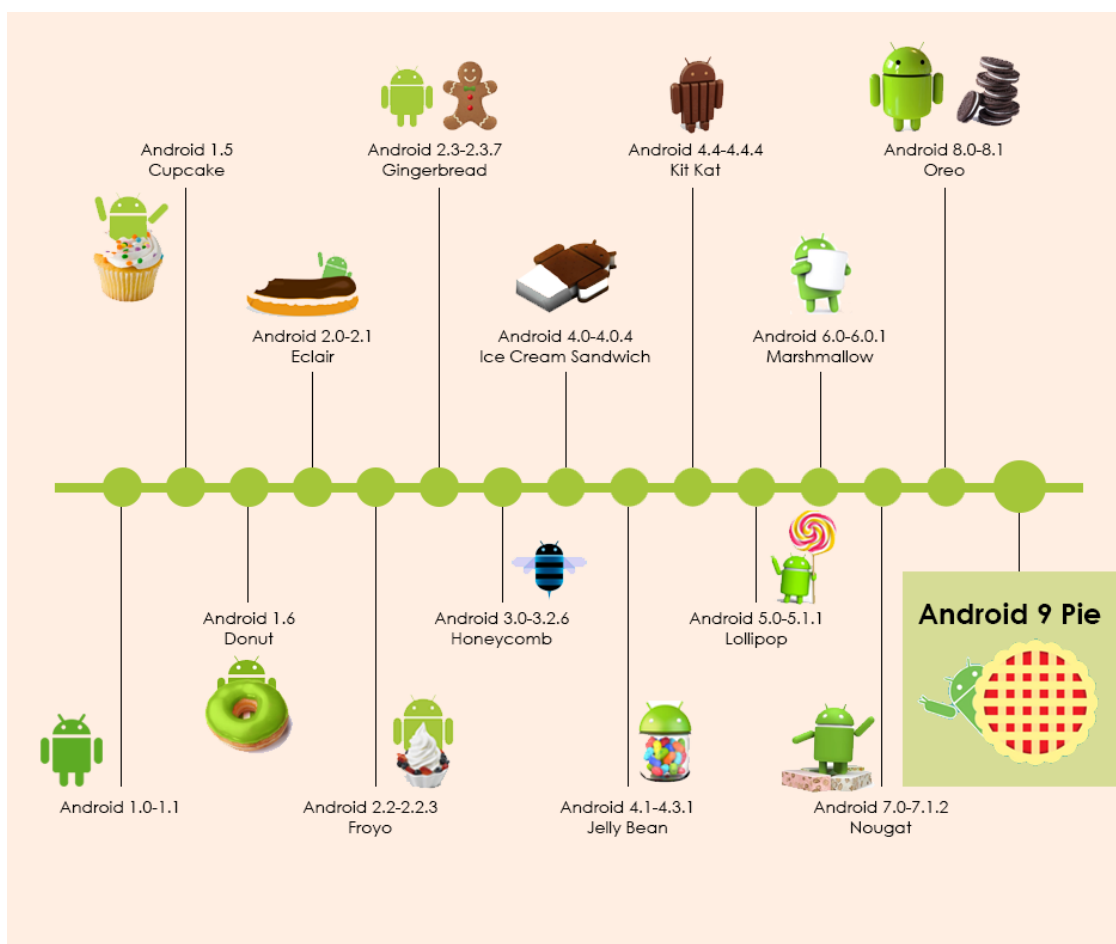 Android 2.3-2.3.7
Gingerbread
Android 4.4-4.4.4
Kit Kat
Android 8.0-8.1
Oreo
Android 1.5
Cupcake
Android 2.0-2.1
Eclair
Android 4.0-4.0.4
Ice Cream Sandwich
Android 6.0-6.0.1
Marshmallow
Android 1.6
Donut
Android 3.0-3.2.6
Honeycomb
Android 5.0-5.1.1
Lollipop
Android 9 Pie
Android 1.0-1.1
Android 2.2-2.2.3
Froyo
Android 4.1-4.3.1
Jelly Bean
Android 7.0-7.1.2
Nougat